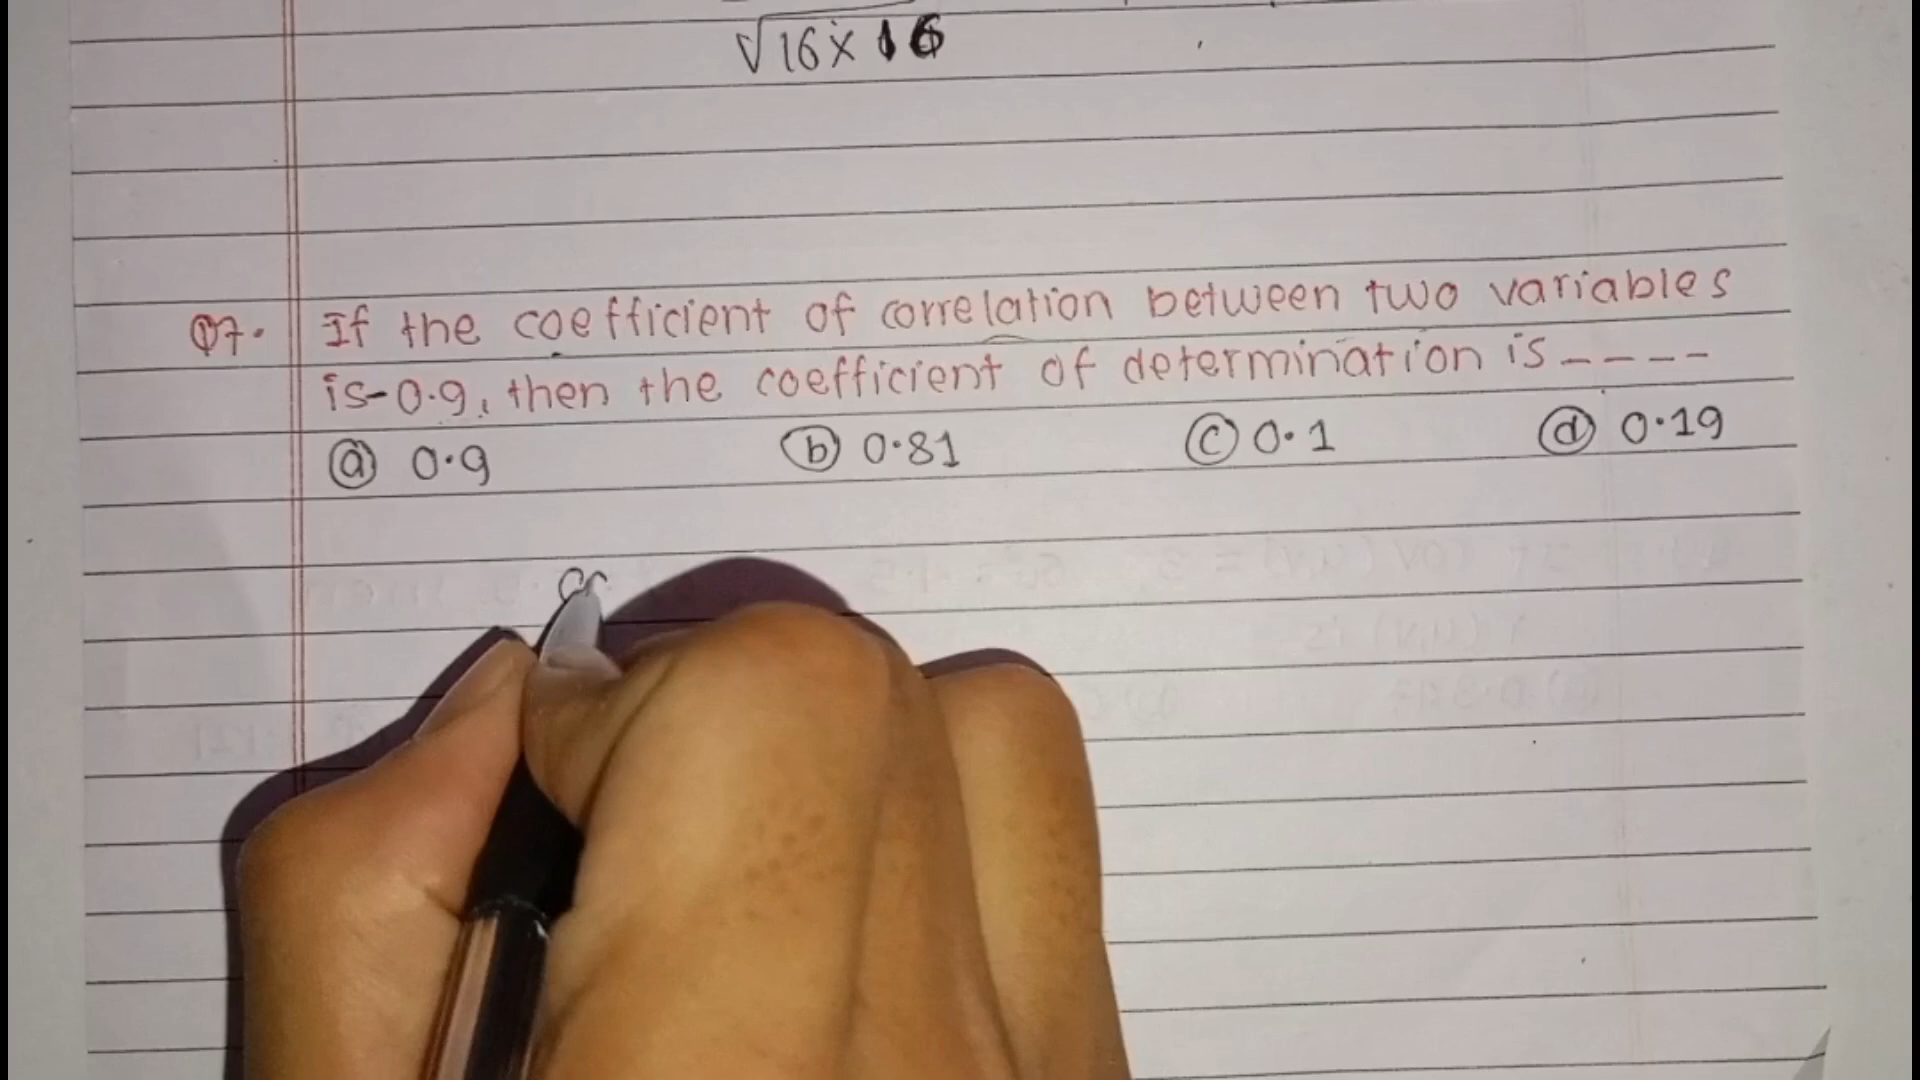 √16 × 16
Q7. If the coefficient of correlation between two variables
is -0.9, then the coefficient of determination is ----
(a) 0.9 (b) 0.81 (c) 0.1 (d) 0.19